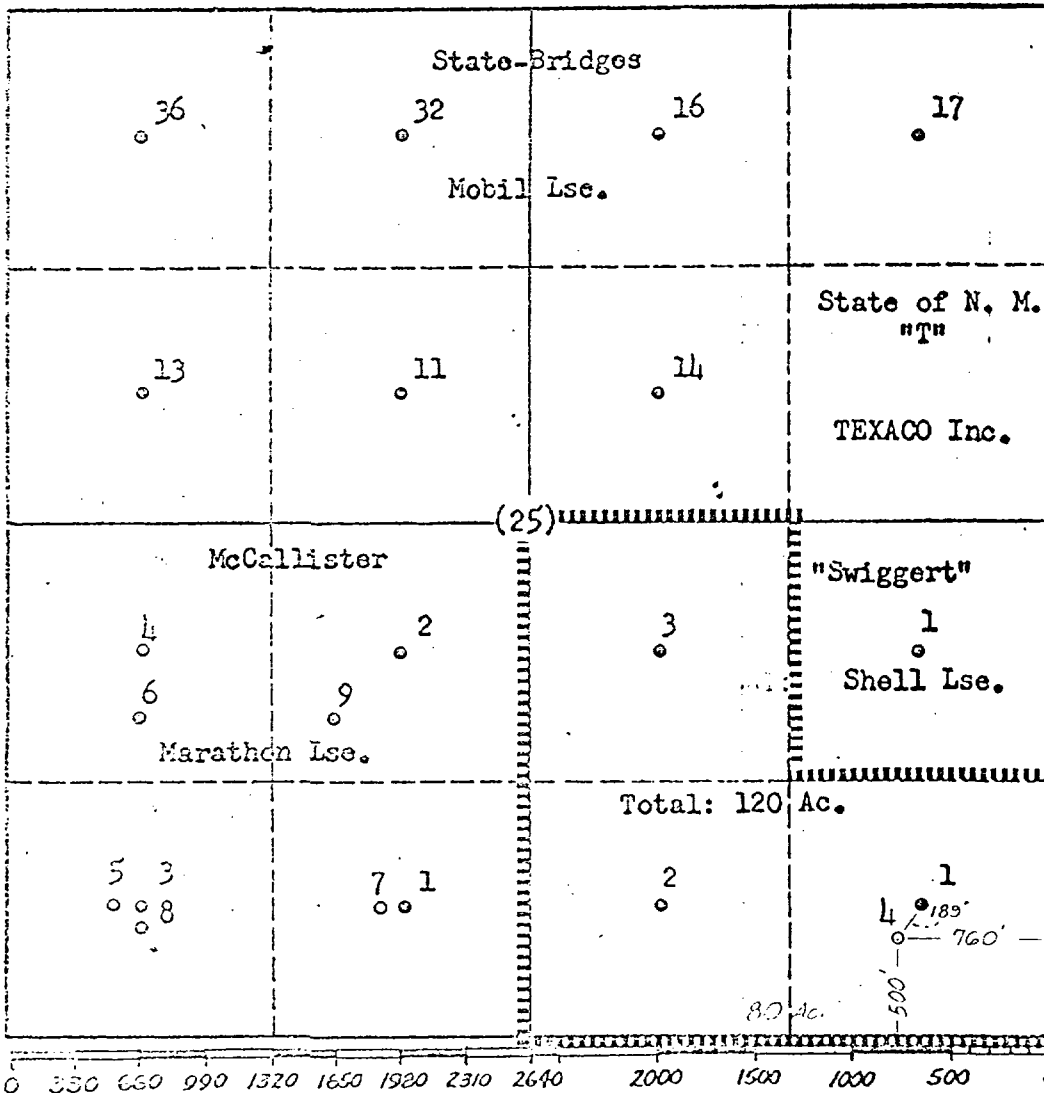 State-Bridges
36 32 16 17
Mobil Lse.
State of N. M.
"T"
13 11 14
TEXACO Inc.
(25)
McCallister
"Swiggert"
4 2 3 1
6 9 Shell Lse.
Marathon Lse.
Total: 120 Ac.
5 3 7 1 2 1
8
4 189'
760'
500'
80 Ac.
0 330 660 990 1320 1650 1980 2310 2640 2000 1500 1000 500